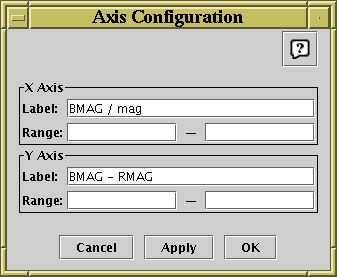 Axis Configuration
?
X Axis
Label: BMAG / mag
Range: —
Y Axis
Label: BMAG - RMAG
Range: —
Cancel Apply OK